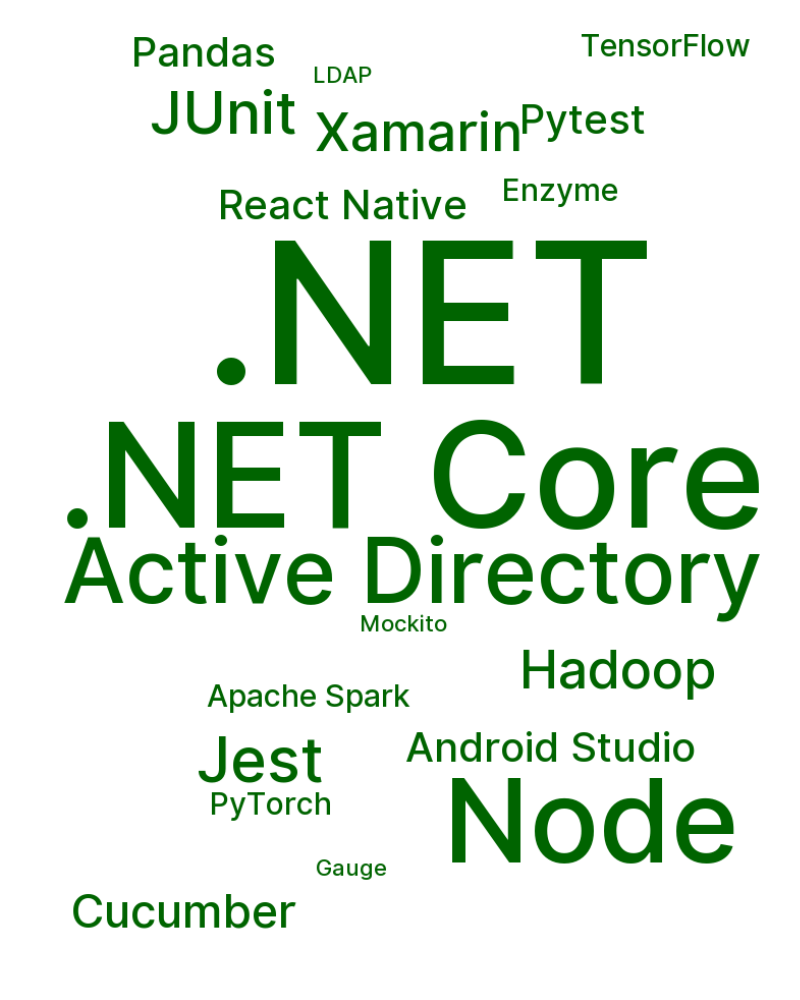 Pandas
TensorFlow
LDAP
JUnit
Xamarin
Pytest
React Native
Enzyme
.NET
.NET Core
Active Directory
Mockito
Hadoop
Apache Spark
Android Studio
Jest
PyTorch
Node
Gauge
Cucumber